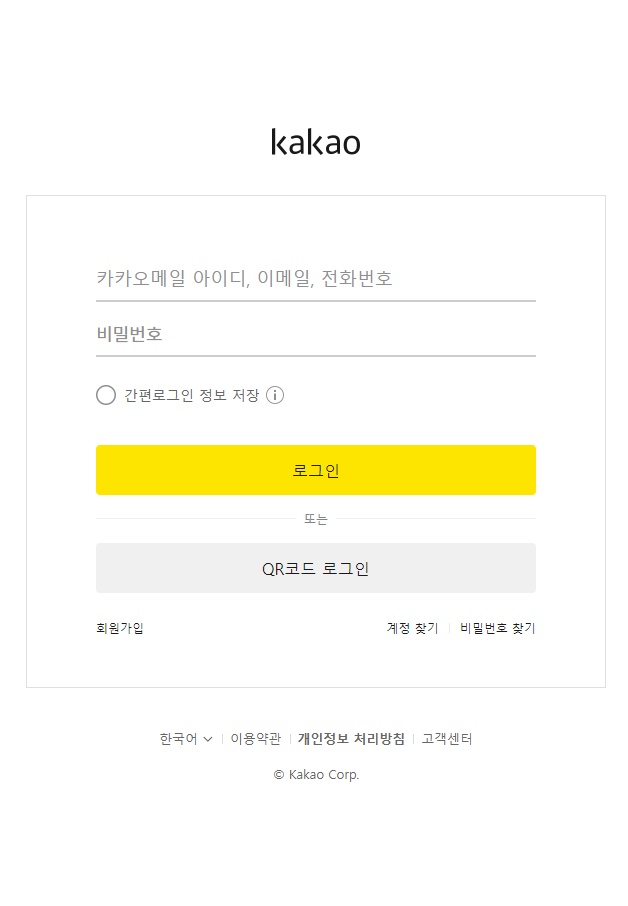 kakao
카카오메일 아이디, 이메일, 전화번호
비밀번호
간편로그인 정보 저장
로그인
또는
QR코드 로그인
회원가입 계정 찾기 비밀번호 찾기
한국어 이용약관 개인정보 처리방침 고객센터
© Kakao Corp.